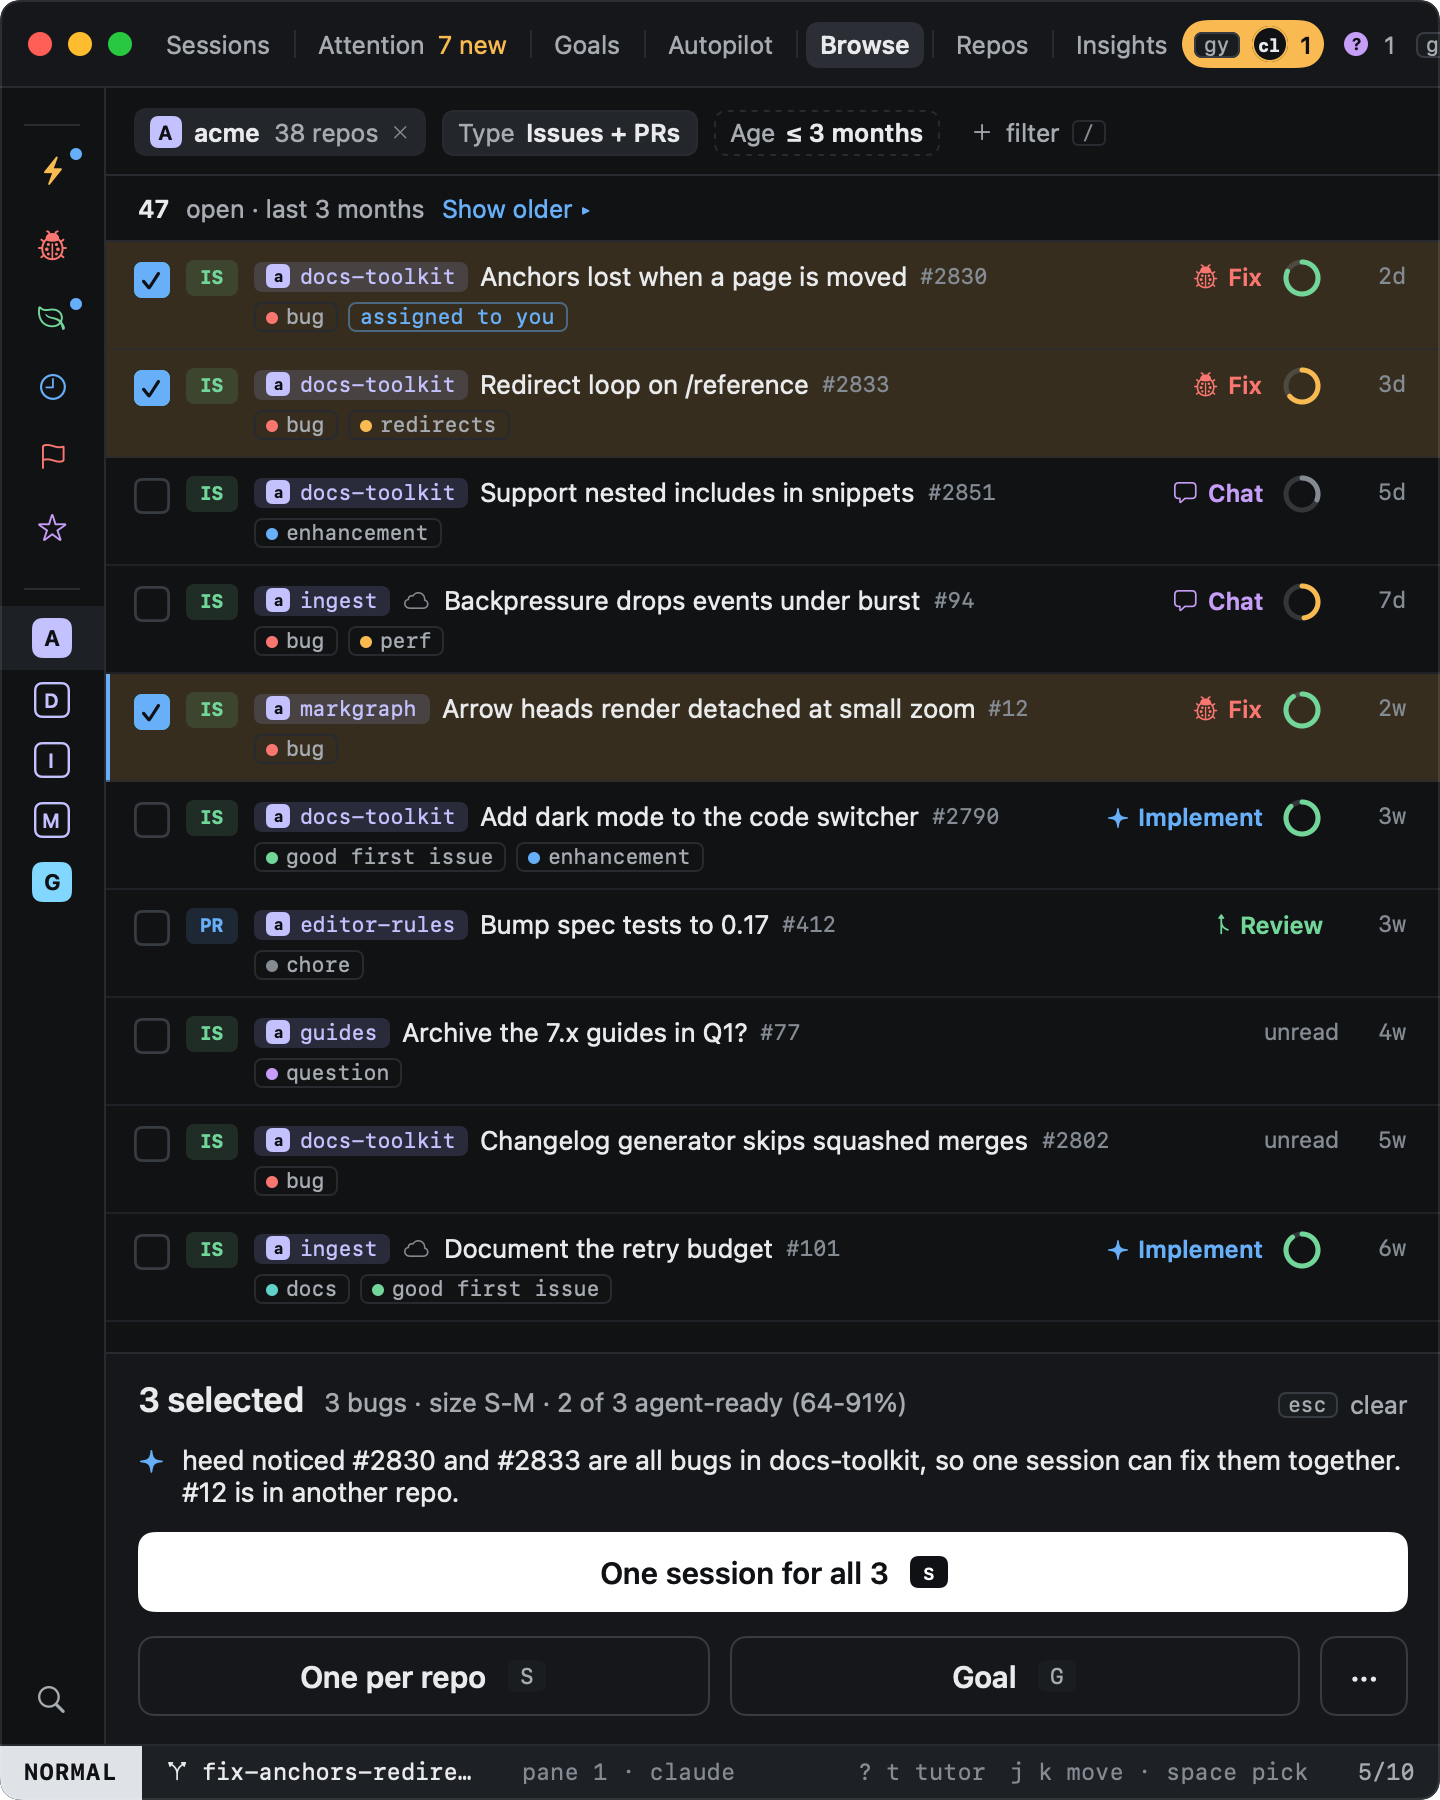 Sessions Attention 7 new Goals Autopilot Browse Repos Insights gy cl 1 ? 1 g
A acme 38 repos × Type Issues + PRs Age ≤ 3 months + filter /
47 open · last 3 months Show older ▸
IS a docs-toolkit Anchors lost when a page is moved #2830 Fix 2d
bug assigned to you
IS a docs-toolkit Redirect loop on /reference #2833 Fix 3d
bug redirects
IS a docs-toolkit Support nested includes in snippets #2851 Chat 5d
enhancement
IS a ingest Backpressure drops events under burst #94 Chat 7d
bug perf
A
IS a markgraph Arrow heads render detached at small zoom #12 Fix 2w
D
bug
I
IS a docs-toolkit Add dark mode to the code switcher #2790 Implement 3w
M
good first issue enhancement
G
PR a editor-rules Bump spec tests to 0.17 #412 Review 3w
chore
IS a guides Archive the 7.x guides in Q1? #77 unread 4w
question
IS a docs-toolkit Changelog generator skips squashed merges #2802 unread 5w
bug
IS a ingest Document the retry budget #101 Implement 6w
docs good first issue
3 selected 3 bugs · size S-M · 2 of 3 agent-ready (64-91%) esc clear
heed noticed #2830 and #2833 are all bugs in docs-toolkit, so one session can fix them together.
#12 is in another repo.
One session for all 3 s
One per repo S Goal G ...
NORMAL fix-anchors-redire… pane 1 · claude ? t tutor j k move · space pick 5/10